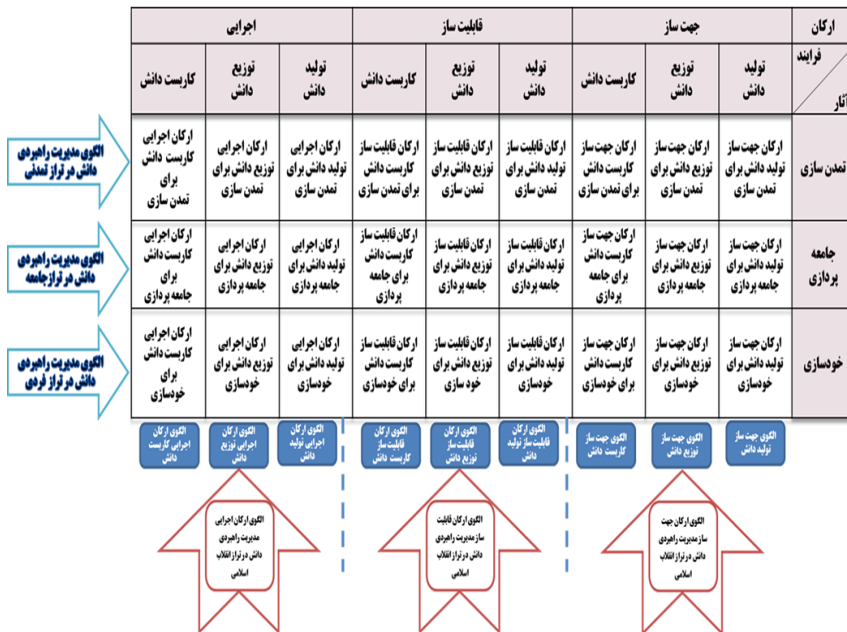 ارکان
جهت ساز
قابلیت ساز
اجرایی
فرایند
آثار
تولید
دانش
توزیع
دانش
کاربست دانش
تولید
دانش
توزیع
دانش
کاربست دانش
تولید
دانش
توزیع
دانش
کاربست دانش
تمدن سازی
ارکان جهت ساز
تولید دانش برای
تمدن سازی
ارکان جهت ساز
توزیع دانش برای
تمدن سازی
ارکان جهت ساز
کاربست دانش
برای تمدن سازی
ارکان قابلیت ساز
تولید دانش برای
تمدن سازی
ارکان قابلیت ساز
توزیع دانش برای
تمدن سازی
ارکان قابلیت ساز
کاربست دانش
برای تمدن سازی
ارکان اجرایی
تولید دانش برای
تمدن سازی
ارکان اجرایی
توزیع دانش برای
تمدن سازی
ارکان اجرایی
کاربست دانش
برای
تمدن سازی
الگوی مدیریت راهبردی
دانش در تراز تمدنی
جامعه
پردازی
ارکان جهت ساز
تولید دانش برای
جامعه پردازی
ارکان جهت ساز
توزیع دانش برای
جامعه پردازی
ارکان جهت ساز
کاربست دانش
برای جامعه
پردازی
ارکان قابلیت ساز
تولید دانش برای
جامعه پردازی
ارکان قابلیت ساز
توزیع دانش برای
جامعه پردازی
ارکان قابلیت ساز
کاربست دانش
برای جامعه
پردازی
ارکان اجرایی
تولید دانش برای
جامعه پردازی
ارکان اجرایی
توزیع دانش برای
جامعه پردازی
ارکان اجرایی
کاربست دانش
برای
جامعه پردازی
الگوی مدیریت راهبردی
دانش در تراز جامعه
خودسازی
ارکان جهت ساز
تولید دانش برای
خودسازی
ارکان جهت ساز
توزیع دانش برای
خود سازی
ارکان جهت ساز
کاربست دانش
برای خودسازی
ارکان قابلیت ساز
تولید دانش برای
خودسازی
ارکان قابلیت ساز
توزیع دانش برای
خود سازی
ارکان قابلیت ساز
کاربست دانش
برای خودسازی
ارکان اجرایی
تولید دانش برای
خودسازی
ارکان اجرایی
توزیع دانش برای
خودسازی
ارکان اجرایی
کاربست دانش
برای
خودسازی
الگوی مدیریت راهبردی
دانش در تراز فردی
الگوی جهت ساز
تولید دانش
الگوی جهت ساز
توزیع دانش
الگوی جهت ساز
کاربست دانش
الگوی ارکان
قابلیت ساز تولید
دانش
الگوی ارکان
قابلیت ساز
توزیع دانش
الگوی ارکان
قابلیت ساز
کاربست دانش
الگوی ارکان
اجرایی تولید
دانش
الگوی ارکان
اجرایی توزیع
دانش
الگوی ارکان
اجرایی کاربست
دانش
الگوی ارکان جهت
ساز مدیریت راهبردی
دانش در تراز انقلاب
اسلامی
الگوی ارکان قابلیت
ساز مدیریت راهبردی
دانش در تراز انقلاب
اسلامی
الگوی ارکان اجرایی
مدیریت راهبردی
دانش در تراز انقلاب
اسلامی